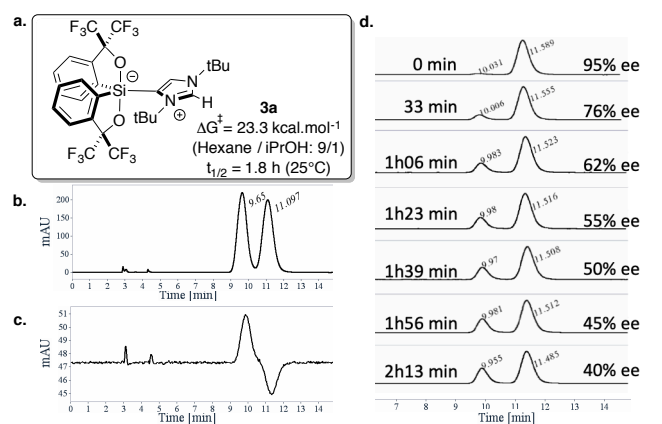 a.
F₃C CF₃
O
⊖
Si
N
tBu
N
H
tBu
⊕
O
F₃C CF₃
3a
ΔG‡ = 23.3 kcal.mol-1
(Hexane / iPrOH: 9/1)
t1/2 = 1.8 h (25°C)
b.
mAU
200
150
100
50
0
9.65
11.097
0 1 2 3 4 5 6 7 8 9 10 11 12 13 14
Time [min]
c.
mAU
51
50
49
48
47
46
45
0 1 2 3 4 5 6 7 8 9 10 11 12 13 14
Time [min]
d.
0 min 10.031 11.589 95% ee
33 min 10.006 11.555 76% ee
1h06 min 9.983 11.523 62% ee
1h23 min 9.98 11.516 55% ee
1h39 min 9.97 11.508 50% ee
1h56 min 9.981 11.512 45% ee
2h13 min 9.955 11.485 40% ee
7 8 9 10 11 12 13 14
Time [min]